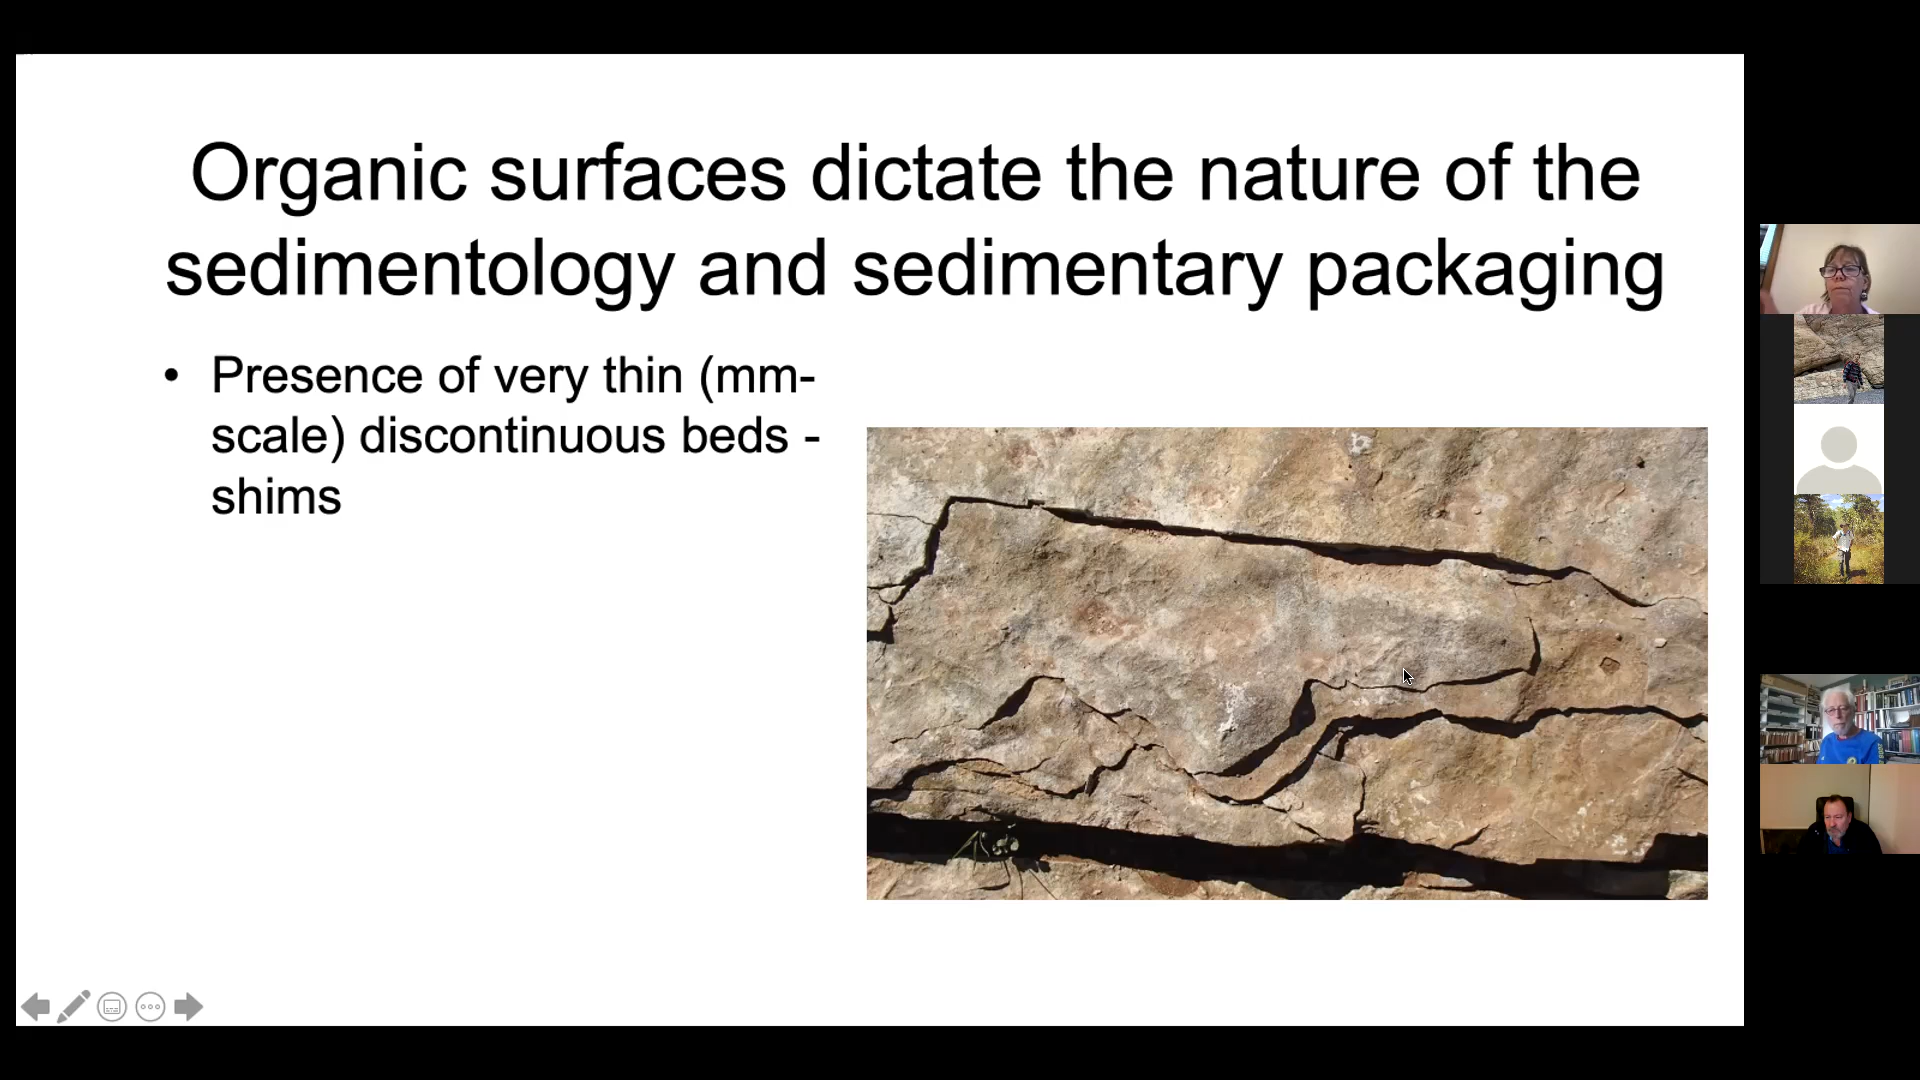 Organic surfaces dictate the nature of the
sedimentology and sedimentary packaging
• Presence of very thin (mm-
scale) discontinuous beds -
shims